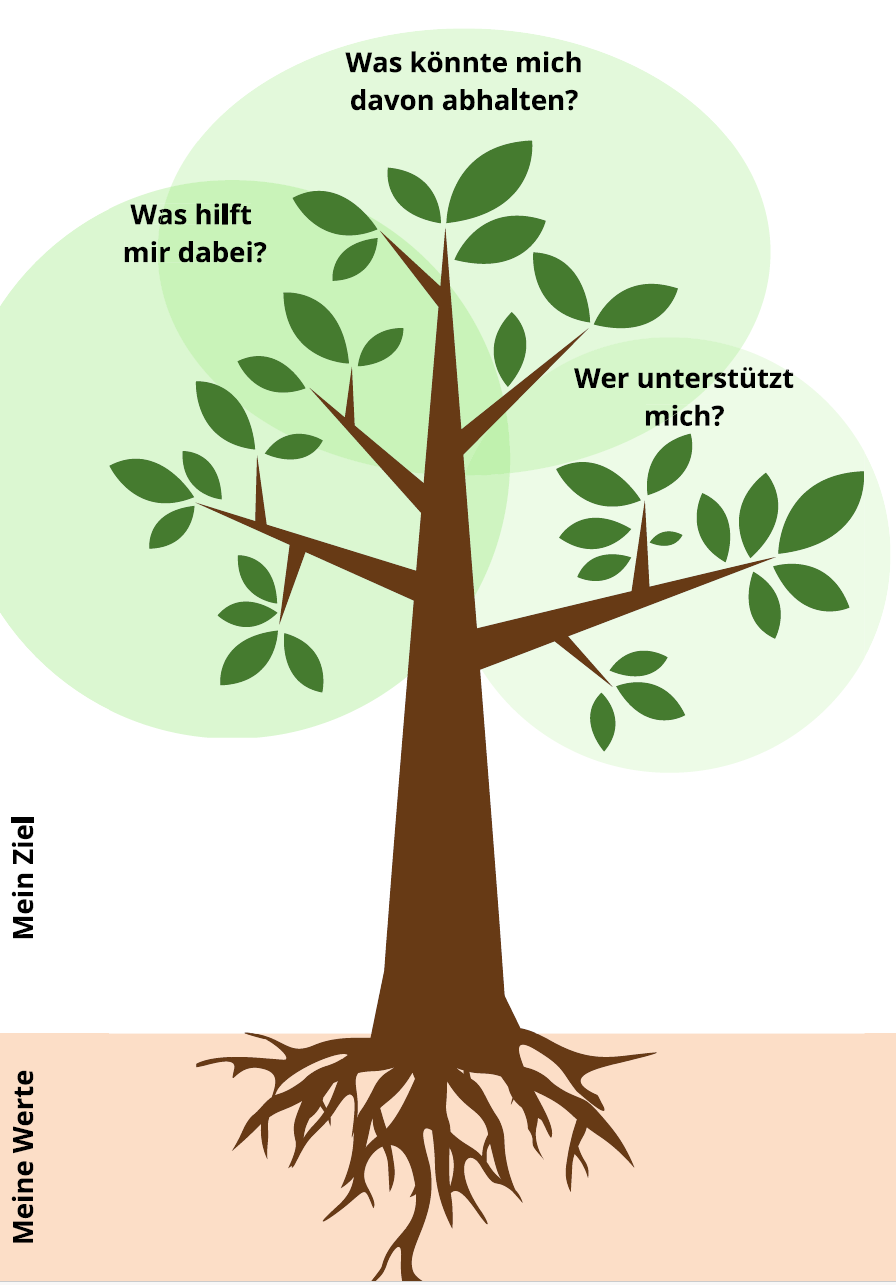 Was könnte mich
davon abhalten?
Was hilft
mir dabei?
Wer unterstützt
mich?
Mein Ziel
Meine Werte